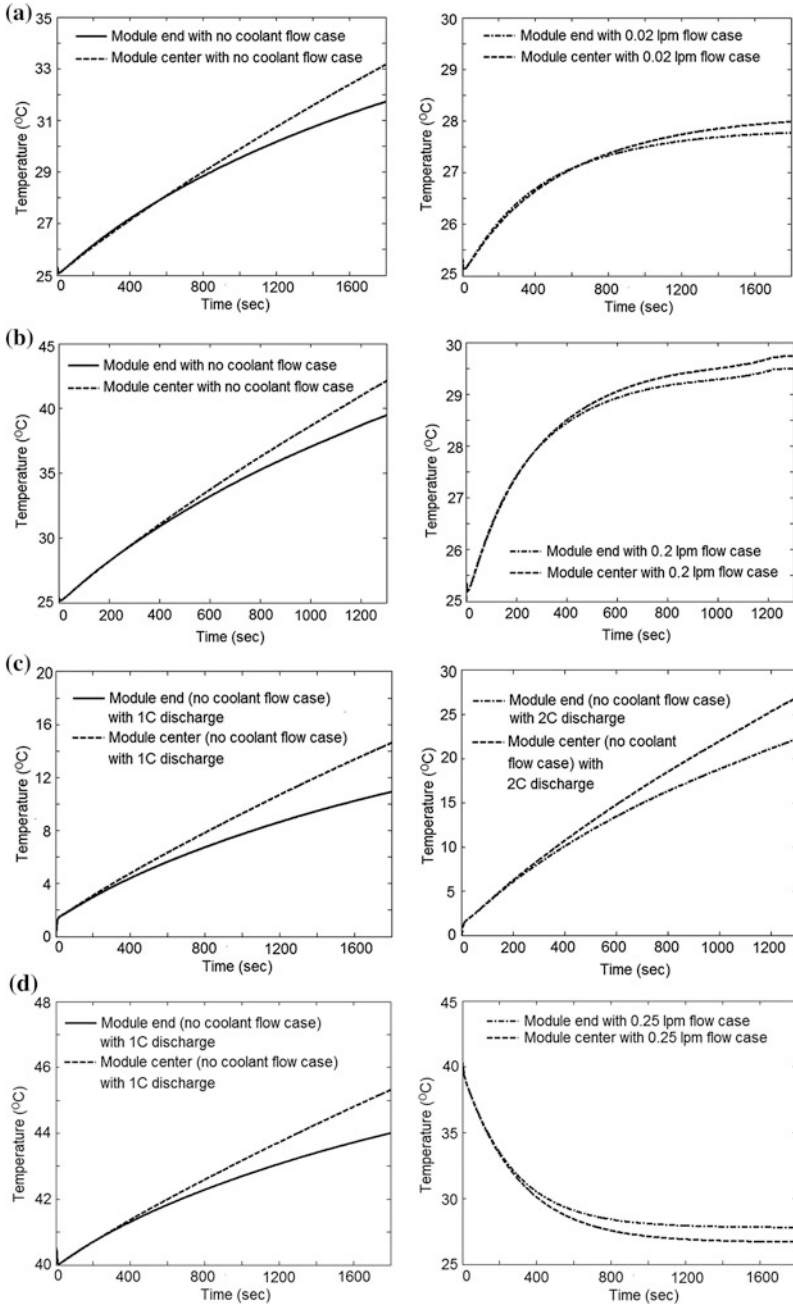 (a)
35
33
31
29
27
25
Temperature (ᴼC)
Module end with no coolant flow case
Module center with no coolant flow case
0
400
800
1200
1600
Time (sec)
30
29
28
27
26
25
Temperature (ᴼC)
Module end with 0.02 lpm flow case
Module center with 0.02 lpm flow case
0
400
800
1200
1600
Time (sec)
(b)
45
40
35
30
25
Temperature (ᴼC)
Module end with no coolant flow case
Module center with no coolant flow case
0
200
400
600
800
1000
1200
Time (sec)
30
29
28
27
26
25
Temperature (ᴼC)
Module end with 0.2 lpm flow case
Module center with 0.2 lpm flow case
0
200
400
600
800
1000
1200
Time (sec)
(c)
20
16
12
8
4
0
Temperature (ᴼC)
Module end (no coolant flow case)
with 1C discharge
Module center (no coolant flow case)
with 1C discharge
0
400
800
1200
1600
Time (sec)
30
25
20
15
10
5
0
Temperature (ᴼC)
Module end (no coolant flow case)
with 2C discharge
Module center (no coolant
flow case) with
2C discharge
0
200
400
600
800
1000
1200
Time (sec)
(d)
48
46
44
41
40
Temperature (ᴼC)
Module end (no coolant flow case)
with 1C discharge
Module center (no coolant flow case)
with 1C discharge
0
400
800
1200
1600
Time (sec)
45
40
35
30
25
Temperature (ᴼC)
Module end with 0.25 lpm flow case
Module center with 0.25 lpm flow case
0
400
800
1200
1600
Time (sec)